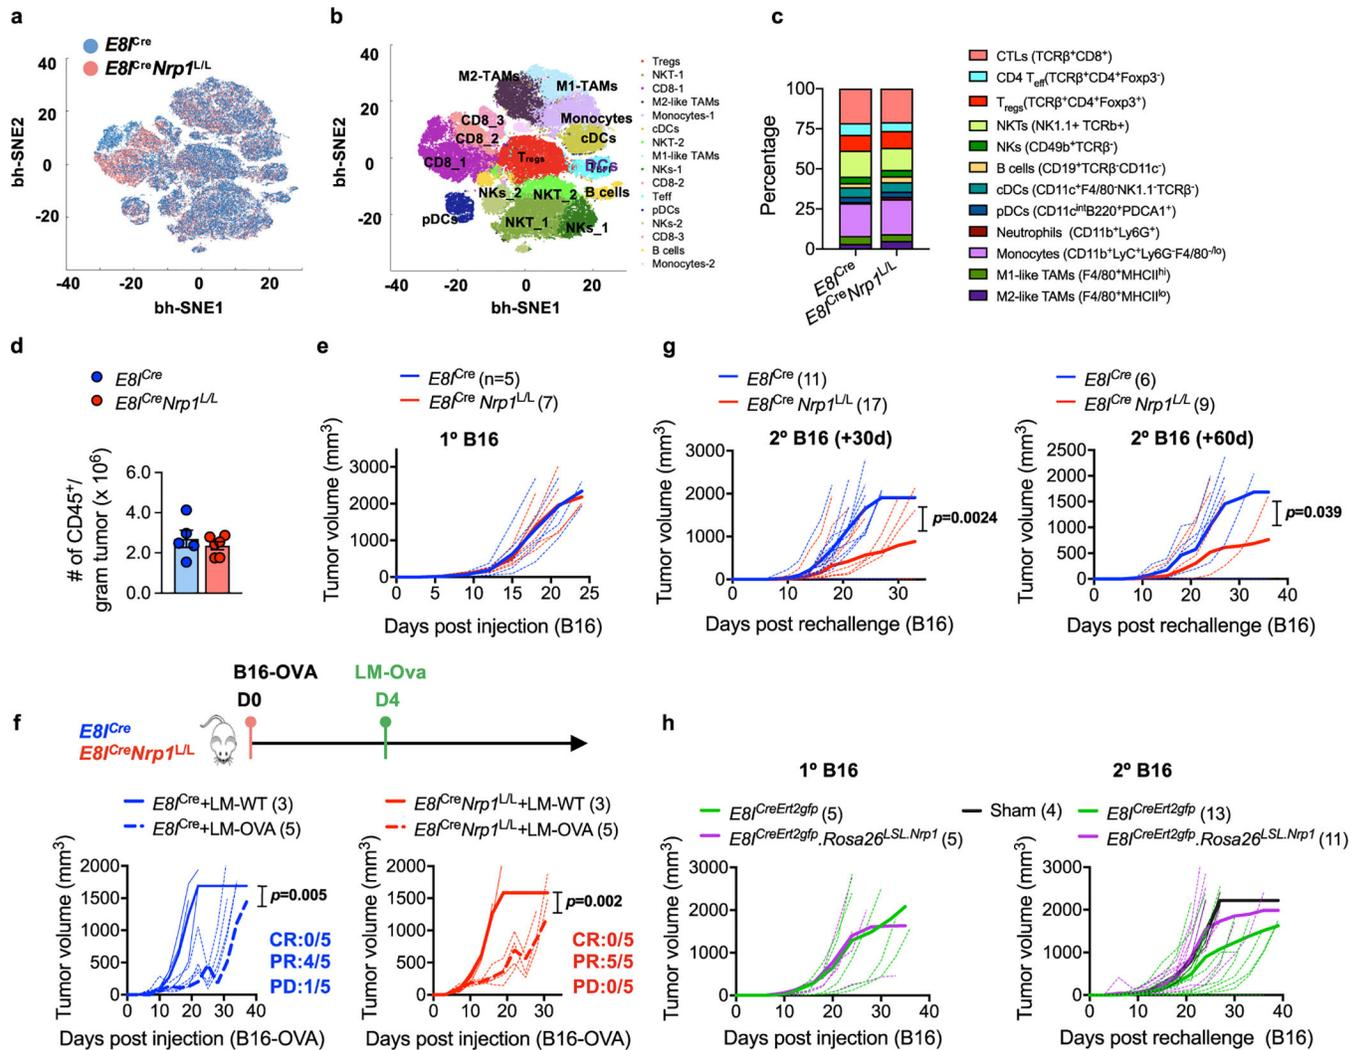 a
E8I^Cre
E8I^Cre Nrp1^L/L
bh-SNE2
40
20
0
-20
-40
-20
0
20
bh-SNE1
b
bh-SNE2
40
20
0
-20
-40
-20
0
20
bh-SNE1
M2-TAMs
M1-TAMs
Monocytes
CD8_3
CD8_2
cDCs
CD8_1
T_regs
NKs_2
NKT_2
B cells
pDCs
NKT_1
NKs_1
Tregs
NKT-1
CD8-1
M2-like TAMs
Monocytes-1
cDCs
NKT-2
M1-like TAMs
NKs-1
CD8-2
Teff
pDCs
NKs-2
CD8-3
B cells
Monocytes-2
c
Percentage
100
75
50
25
0
E8I^Cre
E8I^Cre Nrp1^L/L
CTLs (TCRβ⁺CD8⁺)
CD4 T_eff(TCRβ⁺CD4⁺Foxp3⁻)
T_regs(TCRβ⁺CD4⁺Foxp3⁺)
NKTs (NK1.1+ TCRb+)
NKs (CD49b⁺TCRβ⁻)
B cells (CD19⁺TCRβ⁻CD11c⁻)
cDCs (CD11c⁺F4/80⁻NK1.1⁻TCRβ⁻)
pDCs (CD11c^intB220⁺PDCA1⁺)
Neutrophils (CD11b⁺Ly6G⁺)
Monocytes (CD11b⁺LyC⁺Ly6G⁻F4/80^-/lo)
M1-like TAMs (F4/80⁺MHCII^hi)
M2-like TAMs (F4/80⁺MHCII^lo)
d
E8I^Cre
E8I^Cre Nrp1^L/L
# of CD45⁺/
gram tumor (x 10⁶)
6.0
4.0
2.0
0.0
e
E8I^Cre (n=5)
E8I^Cre Nrp1^L/L (7)
1º B16
Tumor volume (mm³)
3000
2000
1000
0
0 5 10 15 20 25
Days post injection (B16)
g
E8I^Cre (11)
E8I^Cre Nrp1^L/L (17)
2º B16 (+30d)
Tumor volume (mm³)
3000
2000
1000
0
p=0.0024
0 10 20 30
Days post rechallenge (B16)
E8I^Cre (6)
E8I^Cre Nrp1^L/L (9)
2º B16 (+60d)
Tumor volume (mm³)
2500
2000
1500
1000
500
0
p=0.039
0 10 20 30 40
Days post rechallenge (B16)
f
B16-OVA
LM-Ova
D0
D4
E8I^Cre
E8I^Cre Nrp1^L/L
E8I^Cre+LM-WT (3)
E8I^Cre+LM-OVA (5)
Tumor volume (mm³)
2000
1500
1000
500
0
p=0.005
CR:0/5
PR:4/5
PD:1/5
0 10 20 30 40
Days post injection (B16-OVA)
E8I^Cre Nrp1^L/L+LM-WT (3)
E8I^Cre Nrp1^L/L+LM-OVA (5)
Tumor volume (mm³)
2000
1500
1000
500
0
p=0.002
CR:0/5
PR:5/5
PD:0/5
0 10 20 30
Days post injection (B16-OVA)
h
1º B16
E8I^CreErt2gfp (5)
E8I^CreErt2gfp.Rosa26^LSL.Nrp1 (5)
Tumor volume (mm³)
3000
2000
1000
0
0 10 20 30 40
Days post injection (B16)
2º B16
Sham (4)
E8I^CreErt2gfp (13)
E8I^CreErt2gfp.Rosa26^LSL.Nrp1 (11)
Tumor volume (mm³)
3000
2000
1000
0
0 10 20 30 40
Days post rechallenge (B16)